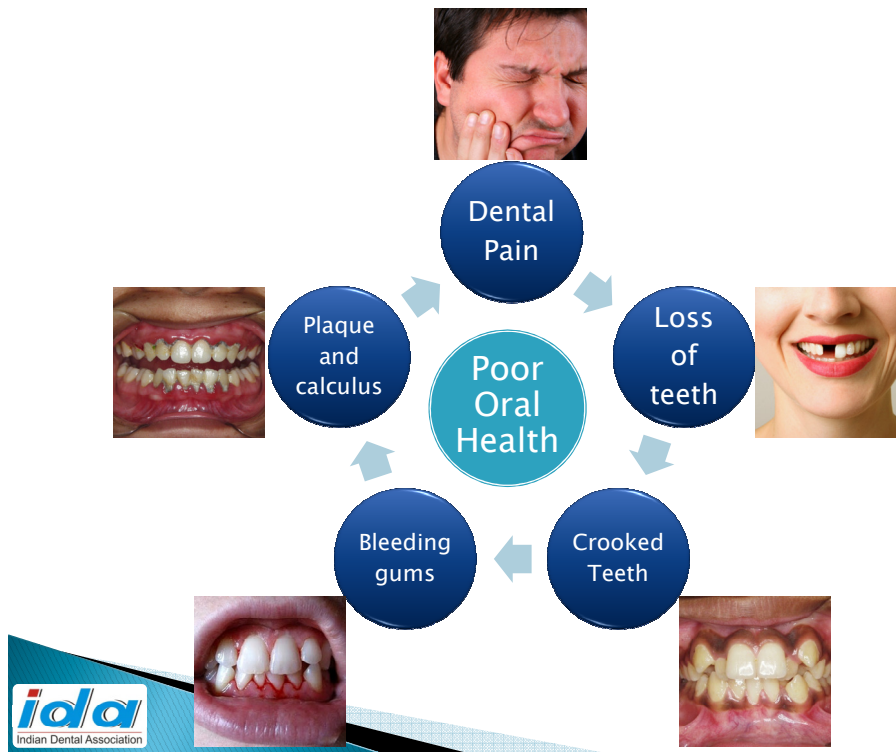 Dental
Pain
Loss
of
teeth
Crooked
Teeth
Bleeding
gums
Plaque
and
calculus
Poor
Oral
Health
ida
Indian Dental Association